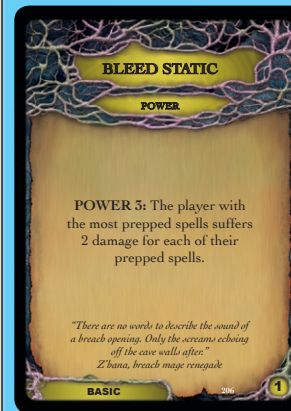 BLEED STATIC
POWER
POWER 3: The player with
the most prepped spells suffers
2 damage for each of their
prepped spells.
"There are no words to describe the sound of
a breach opening. Only the screams echoing
off the cave walls after."
Z'hana, breach mage renegade
BASIC
206
1